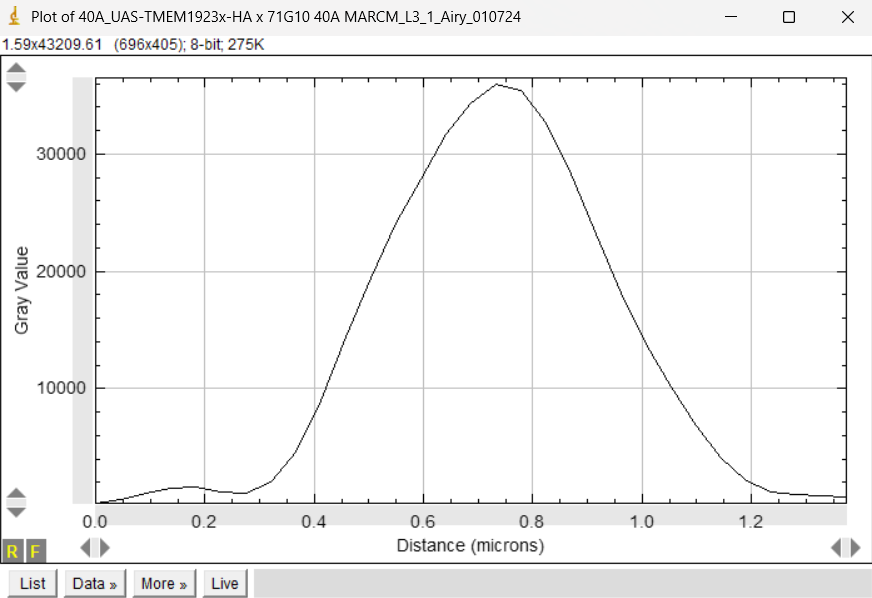 Plot of 40A_UAS-TMEM1923x-HA x 71G10 40A MARCM_L3_1_Airy_010724
1.59x43209.61 (696x405); 8-bit; 275K
30000
20000
10000
Gray Value
0.0 0.2 0.4 0.6 0.8 1.0 1.2
Distance (microns)
R F
List Data » More » Live